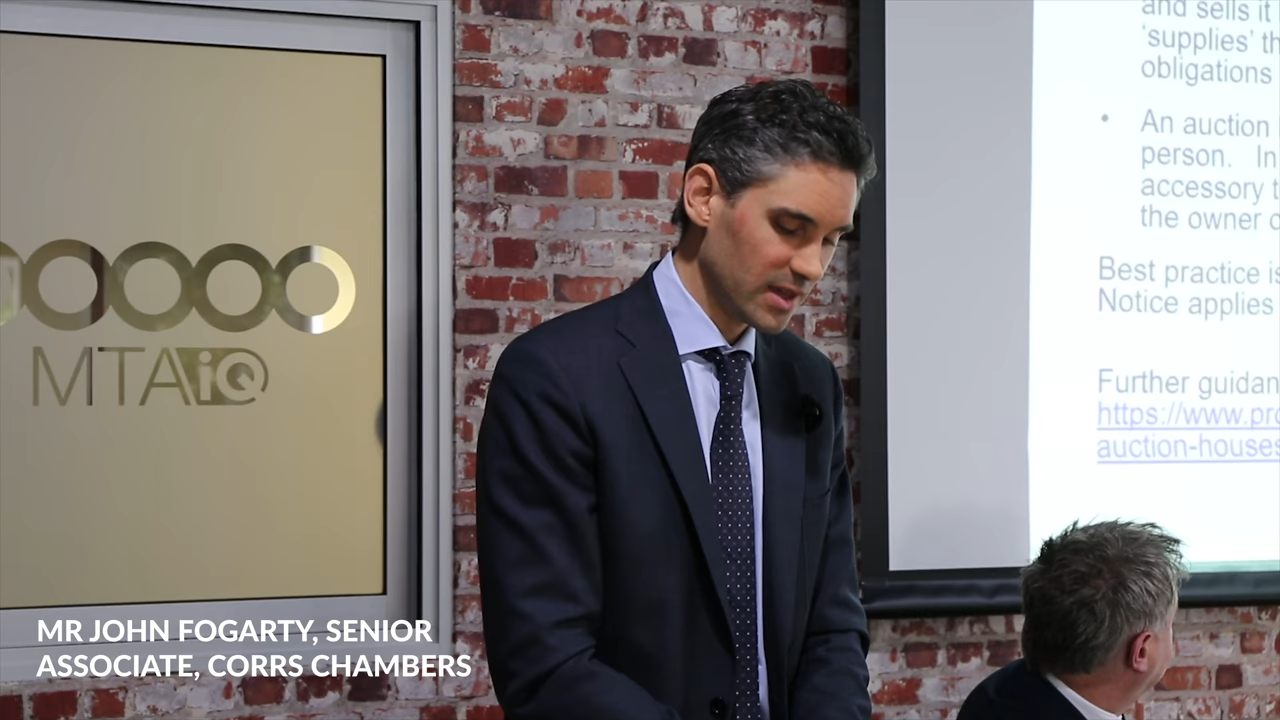 MTAiQ
and sells it
'supplies' th
obligations
• An auction
person. In
accessory t
the owner o
Best practice is
Notice applies
Further guidan
https://www.pro
auction-houses
MR JOHN FOGARTY, SENIOR
ASSOCIATE, CORRS CHAMBERS